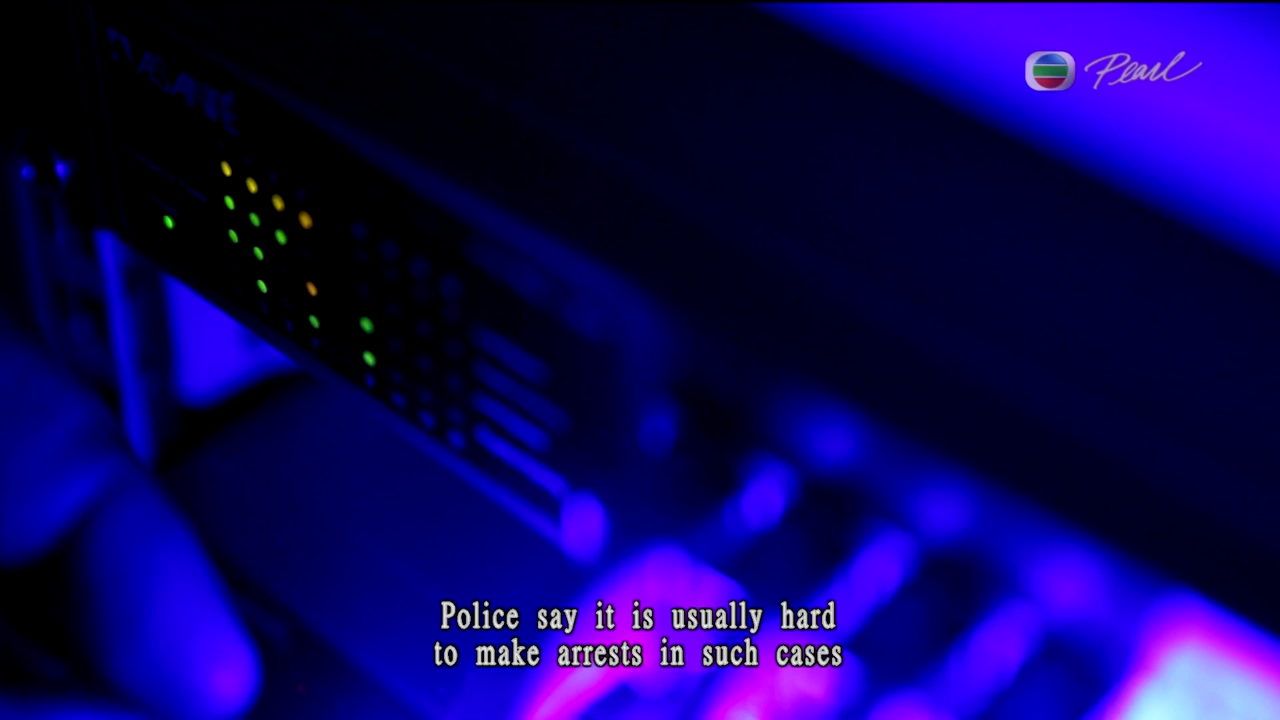 Pearl
Police say it is usually hard
to make arrests in such cases